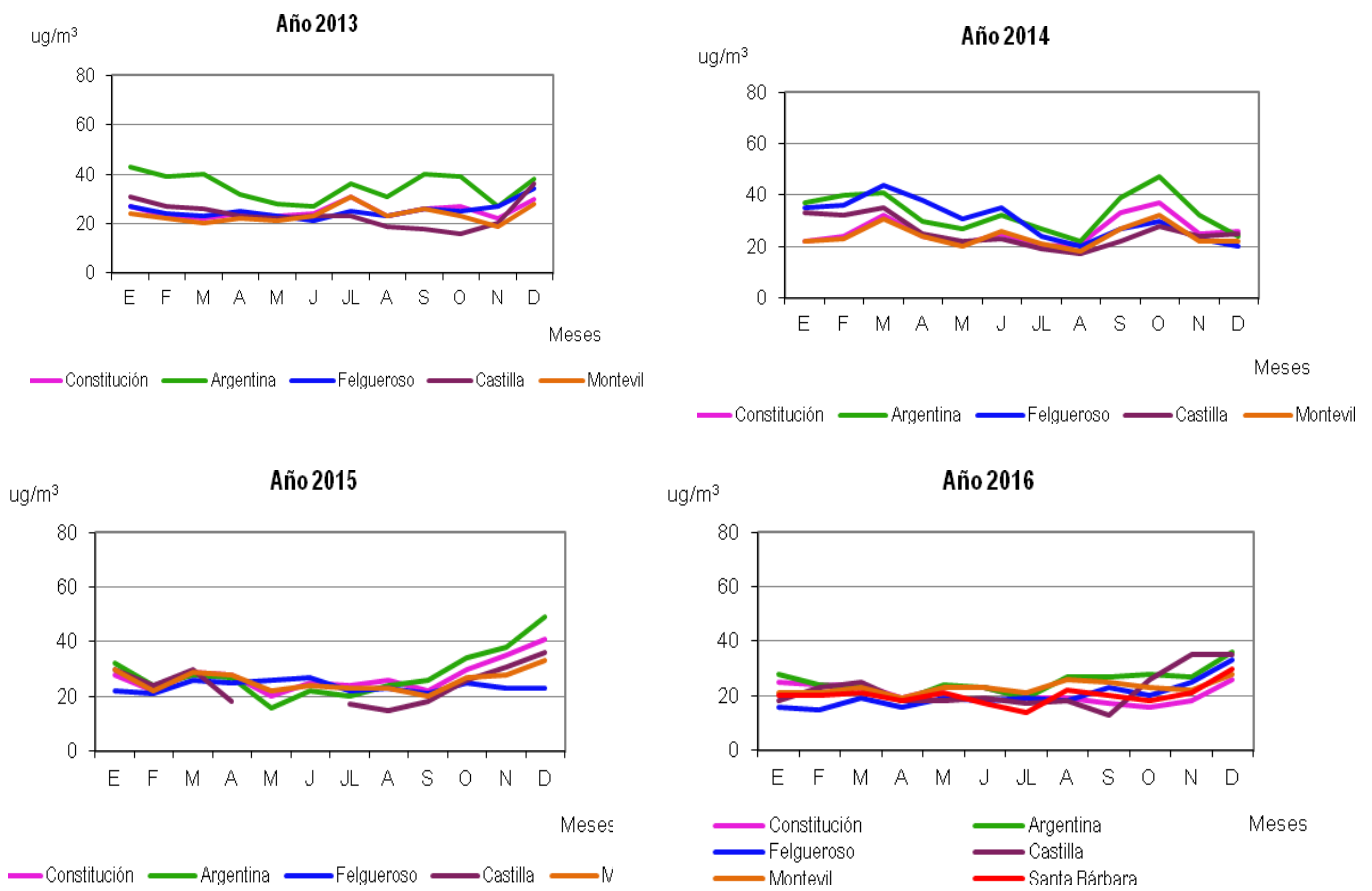 Año 2013
ug/m³
80
60
40
20
0
E F M A M J JL A S O N D
Meses
Constitución Argentina Felgueroso Castilla Montevil
Año 2014
ug/m³
80
60
40
20
0
E F M A M J JL A S O N D
Meses
Constitución Argentina Felgueroso Castilla Montevil
Año 2015
ug/m³
80
60
40
20
0
E F M A M J JL A S O N D
Meses
Constitución Argentina Felgueroso Castilla M
Año 2016
ug/m³
80
60
40
20
0
E F M A M J JL A S O N D
Meses
Constitución Argentina
Felgueroso Castilla
Montevil Santa Bárbara